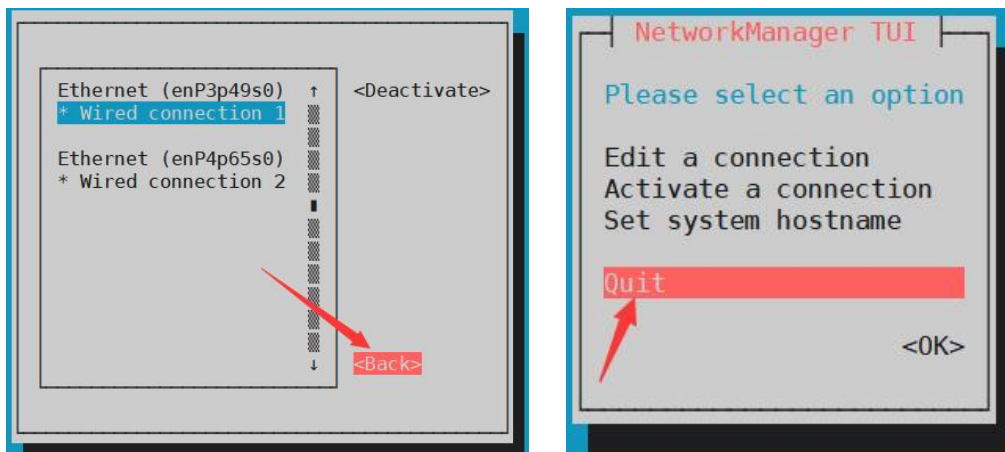 Ethernet (enP3p49s0) ↑ <Deactivate>
* Wired connection 1
Ethernet (enP4p65s0)
* Wired connection 2
↓ <Back>
NetworkManager TUI
Please select an option
Edit a connection
Activate a connection
Set system hostname
Quit
<OK>